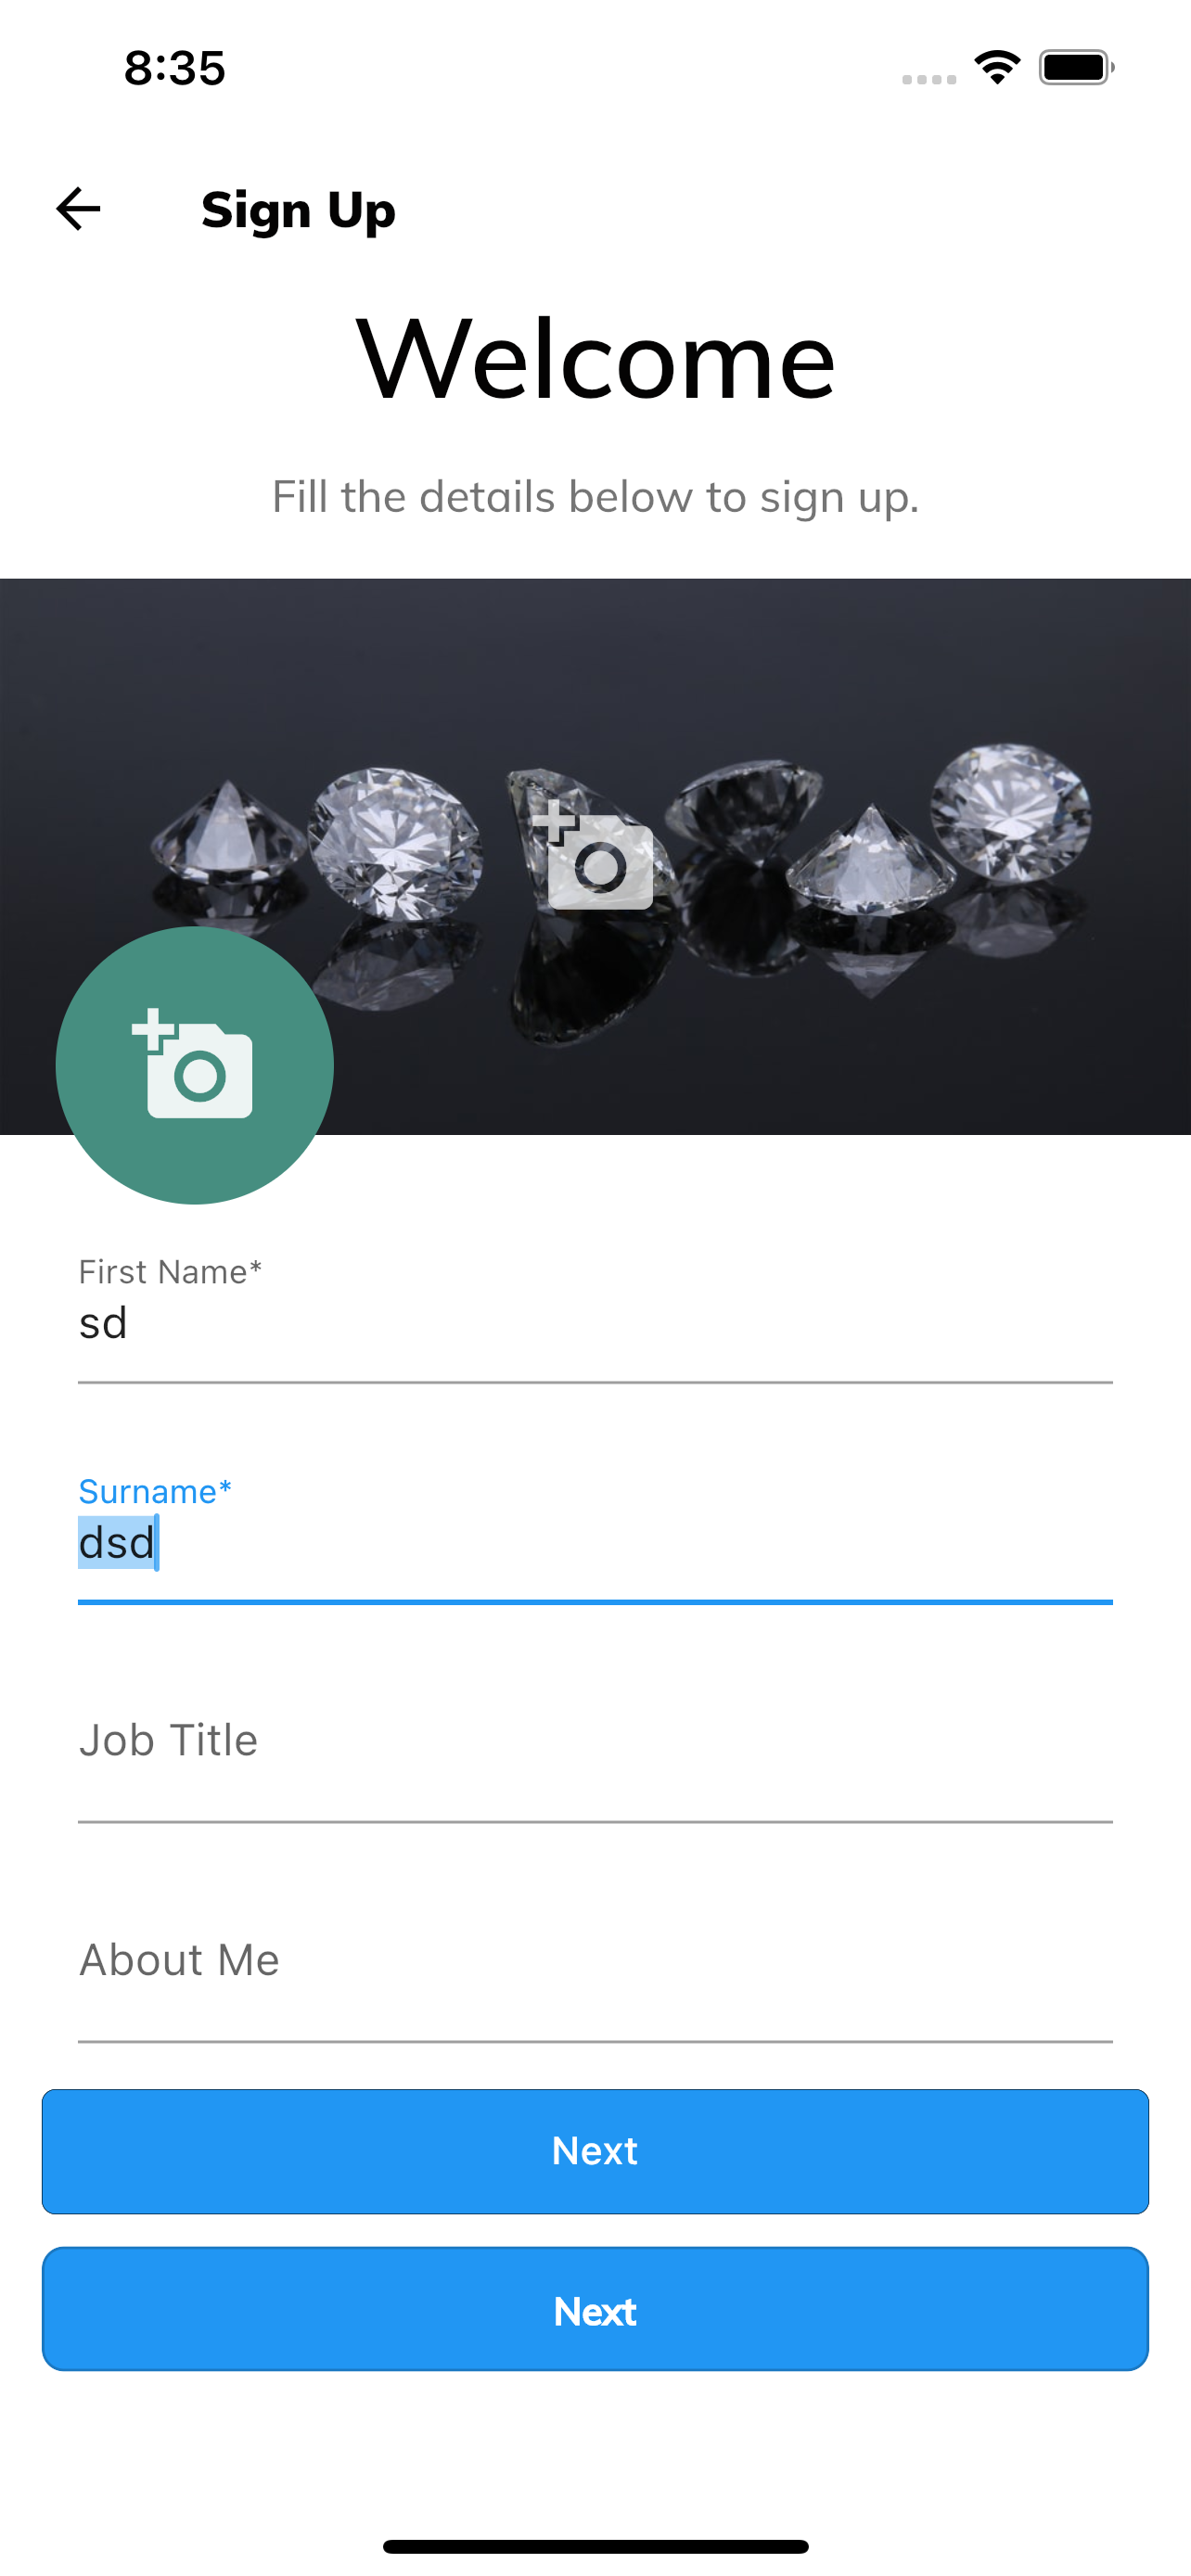 8:35
Sign Up
Welcome
Fill the details below to sign up.
First Name*
sd
Surname*
dsd
Job Title
About Me
Next
Next